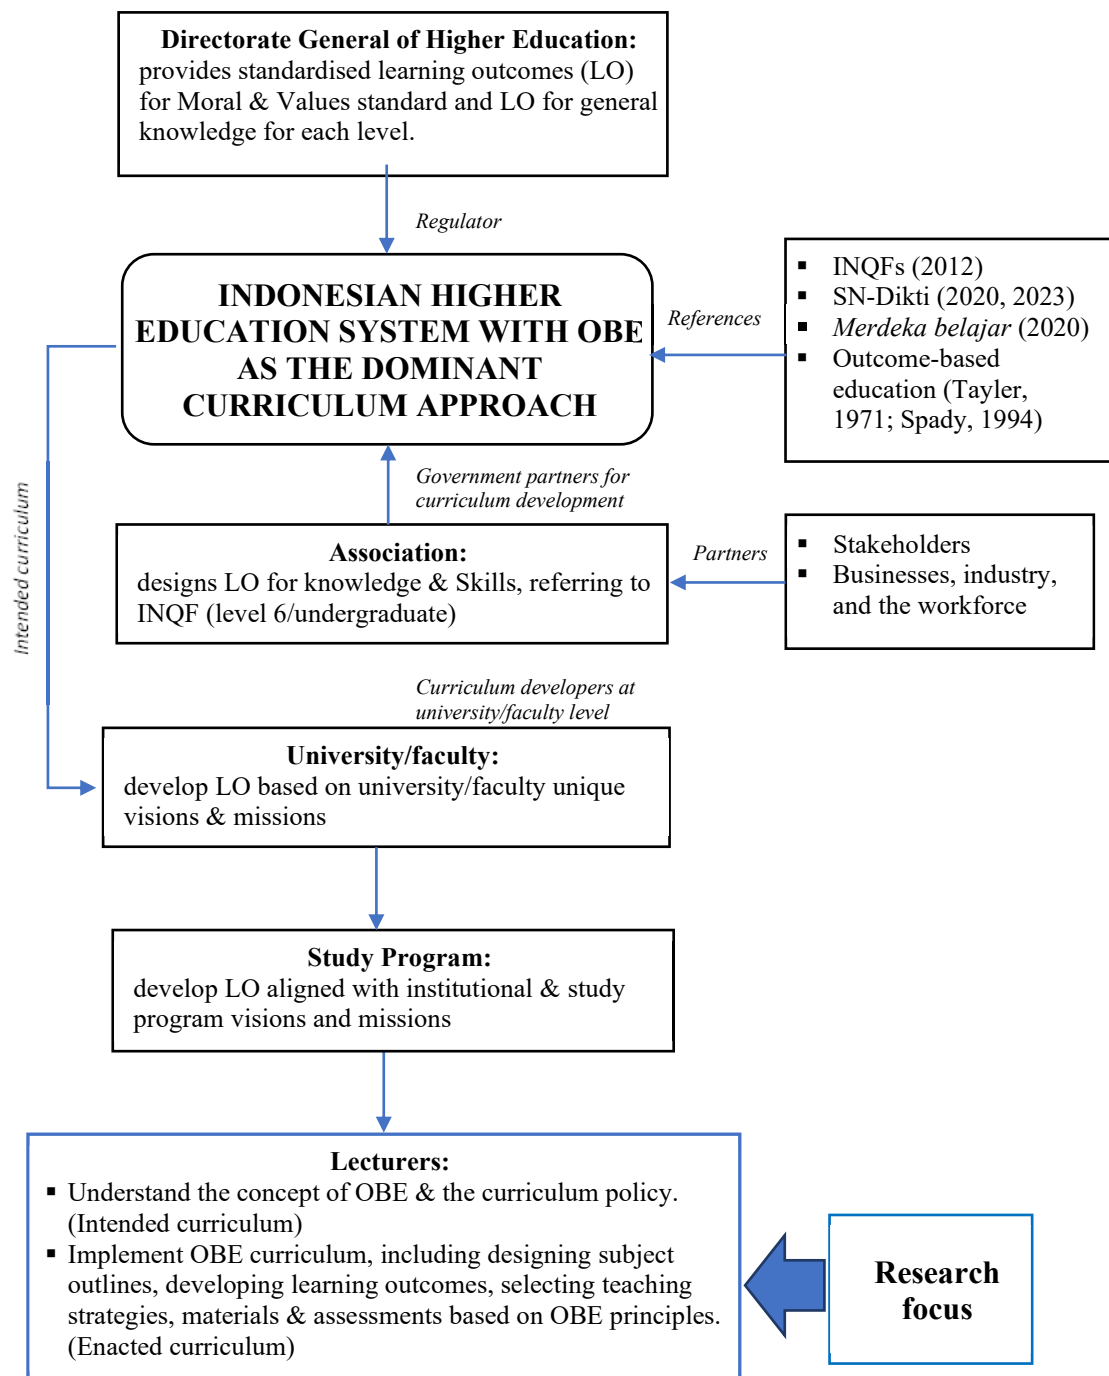 Directorate General of Higher Education:
provides standardised learning outcomes (LO)
for Moral & Values standard and LO for general
knowledge for each level.
Regulator
INDONESIAN HIGHER
EDUCATION SYSTEM WITH OBE
AS THE DOMINANT
CURRICULUM APPROACH
References
▪ INQFs (2012)
▪ SN-Dikti (2020, 2023)
▪ Merdeka belajar (2020)
▪ Outcome-based
education (Tayler,
1971; Spady, 1994)
Intended curriculum
Government partners for
curriculum development
Association:
designs LO for knowledge & Skills, referring to
INQF (level 6/undergraduate)
Partners
▪ Stakeholders
▪ Businesses, industry,
and the workforce
Curriculum developers at
university/faculty level
University/faculty:
develop LO based on university/faculty unique
visions & missions
Study Program:
develop LO aligned with institutional & study
program visions and missions
Lecturers:
▪ Understand the concept of OBE & the curriculum policy.
(Intended curriculum)
▪ Implement OBE curriculum, including designing subject
outlines, developing learning outcomes, selecting teaching
strategies, materials & assessments based on OBE principles.
(Enacted curriculum)
Research
focus